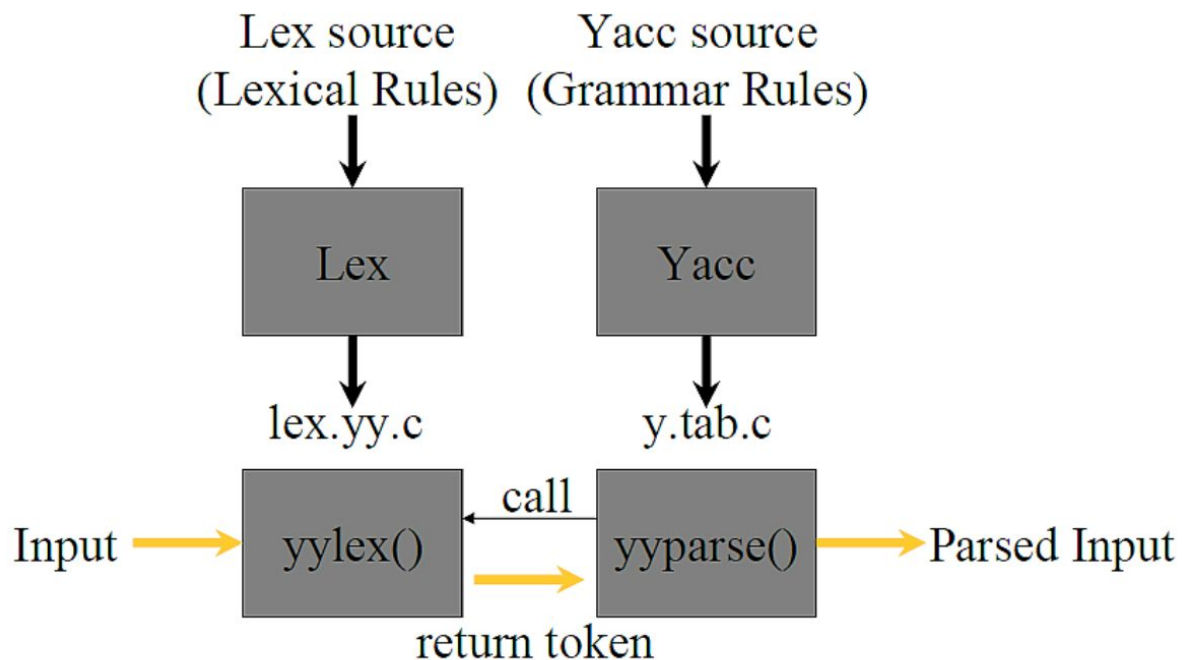 Lex source
(Lexical Rules)
Yacc source
(Grammar Rules)
Lex
Yacc
lex.yy.c
y.tab.c
call
Input
yylex()
yyparse()
Parsed Input
return token